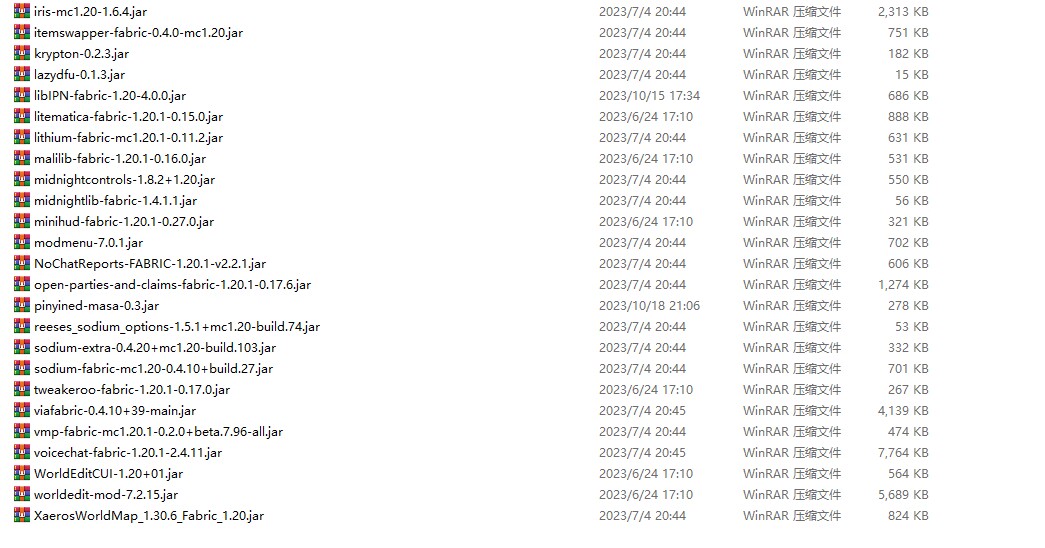 iris-mc1.20-1.6.4.jar 2023/7/4 20:44 WinRAR 压缩文件 2,313 KB
itemswapper-fabric-0.4.0-mc1.20.jar 2023/7/4 20:44 WinRAR 压缩文件 751 KB
krypton-0.2.3.jar 2023/7/4 20:44 WinRAR 压缩文件 182 KB
lazydfu-0.1.3.jar 2023/7/4 20:44 WinRAR 压缩文件 15 KB
libIPN-fabric-1.20-4.0.0.jar 2023/10/15 17:34 WinRAR 压缩文件 686 KB
litematica-fabric-1.20.1-0.15.0.jar 2023/6/24 17:10 WinRAR 压缩文件 888 KB
lithium-fabric-mc1.20.1-0.11.2.jar 2023/7/4 20:44 WinRAR 压缩文件 631 KB
malilib-fabric-1.20.1-0.16.0.jar 2023/6/24 17:10 WinRAR 压缩文件 531 KB
midnightcontrols-1.8.2+1.20.jar 2023/7/4 20:44 WinRAR 压缩文件 550 KB
midnightlib-fabric-1.4.1.1.jar 2023/7/4 20:44 WinRAR 压缩文件 56 KB
minihud-fabric-1.20.1-0.27.0.jar 2023/6/24 17:10 WinRAR 压缩文件 321 KB
modmenu-7.0.1.jar 2023/7/4 20:44 WinRAR 压缩文件 702 KB
NoChatReports-FABRIC-1.20.1-v2.2.1.jar 2023/7/4 20:44 WinRAR 压缩文件 606 KB
open-parties-and-claims-fabric-1.20.1-0.17.6.jar 2023/7/4 20:44 WinRAR 压缩文件 1,274 KB
pinyined-masa-0.3.jar 2023/10/18 21:06 WinRAR 压缩文件 278 KB
reeses_sodium_options-1.5.1+mc1.20-build.74.jar 2023/7/4 20:44 WinRAR 压缩文件 53 KB
sodium-extra-0.4.20+mc1.20-build.103.jar 2023/7/4 20:44 WinRAR 压缩文件 332 KB
sodium-fabric-mc1.20-0.4.10+build.27.jar 2023/7/4 20:44 WinRAR 压缩文件 701 KB
tweakeroo-fabric-1.20.1-0.17.0.jar 2023/6/24 17:10 WinRAR 压缩文件 267 KB
viafabric-0.4.10+39-main.jar 2023/7/4 20:45 WinRAR 压缩文件 4,139 KB
vmp-fabric-mc1.20.1-0.2.0+beta.7.96-all.jar 2023/7/4 20:44 WinRAR 压缩文件 474 KB
voicechat-fabric-1.20.1-2.4.11.jar 2023/7/4 20:45 WinRAR 压缩文件 7,764 KB
WorldEditCUI-1.20+01.jar 2023/6/24 17:10 WinRAR 压缩文件 564 KB
worldedit-mod-7.2.15.jar 2023/6/24 17:10 WinRAR 压缩文件 5,689 KB
XaerosWorldMap_1.30.6_Fabric_1.20.jar 2023/7/4 20:44 WinRAR 压缩文件 824 KB